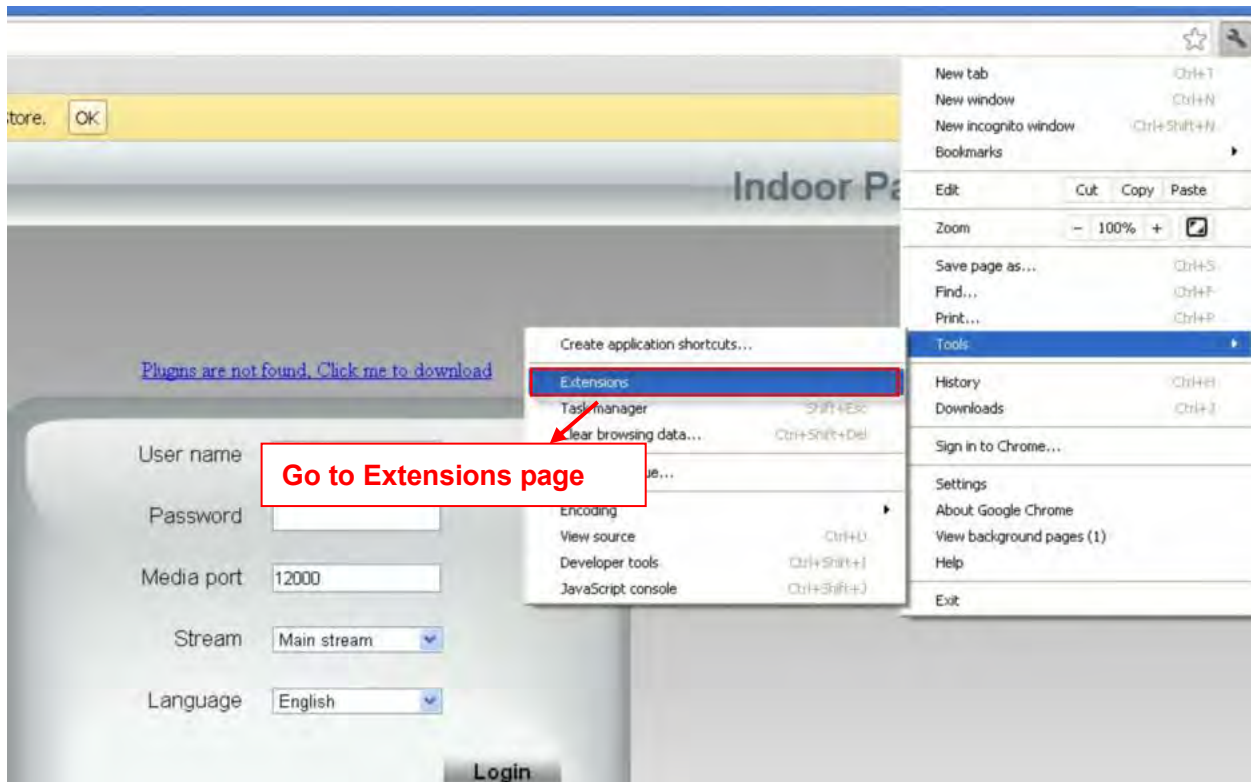 tore. OK
Indoor Pa
New tab Ctrl+T
New window Ctrl+N
New incognito window Ctrl+Shift+N
Bookmarks
Edit Cut Copy Paste
Zoom - 100% +
Save page as... Ctrl+S
Find... Ctrl+F
Print... Ctrl+P
Tools
History Ctrl+H
Downloads Ctrl+J
Sign in to Chrome...
Settings
About Google Chrome
View background pages (1)
Help
Exit
Create application shortcuts...
Extensions
Task manager Shift+Esc
Clear browsing data... Ctrl+Shift+Del
ue...
Encoding
View source Ctrl+U
Developer tools Ctrl+Shift+I
JavaScript console Ctrl+Shift+J
Go to Extensions page
Plugins are not found, Click me to download
User name
Password
Media port 12000
Stream Main stream
Language English
Login